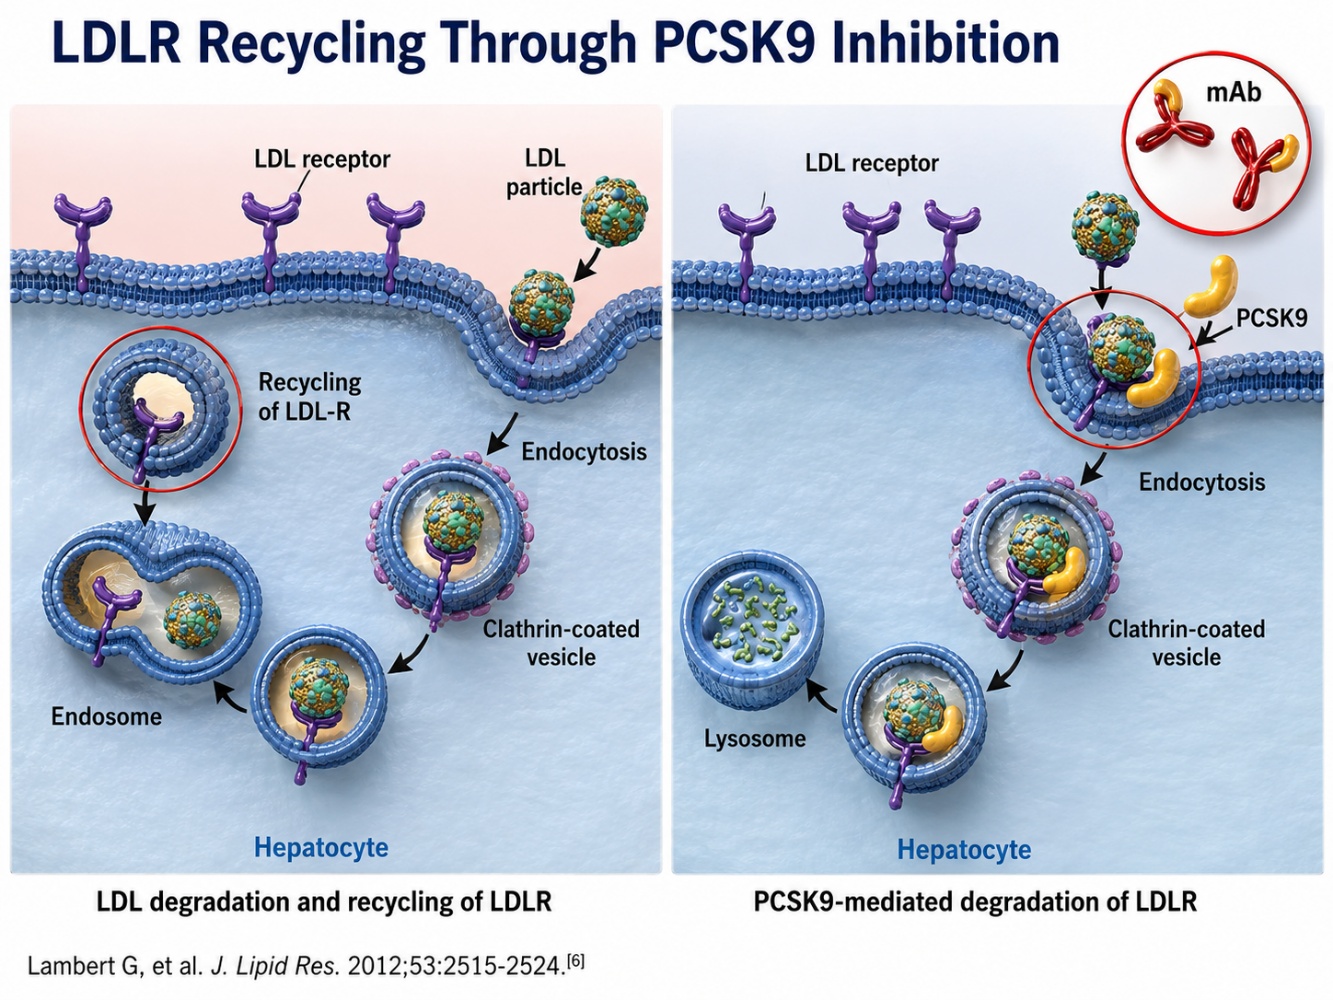 LDLR Recycling Through PCSK9 Inhibition
LDL receptor
LDL
particle
Recycling
of LDL-R
Endocytosis
Clathrin-coated
vesicle
Endosome
Hepatocyte
LDL degradation and recycling of LDLR
mAb
LDL receptor
PCSK9
Endocytosis
Clathrin-coated
vesicle
Lysosome
Hepatocyte
PCSK9-mediated degradation of LDLR
Lambert G, et al. J. Lipid Res. 2012;53:2515-2524.[6]